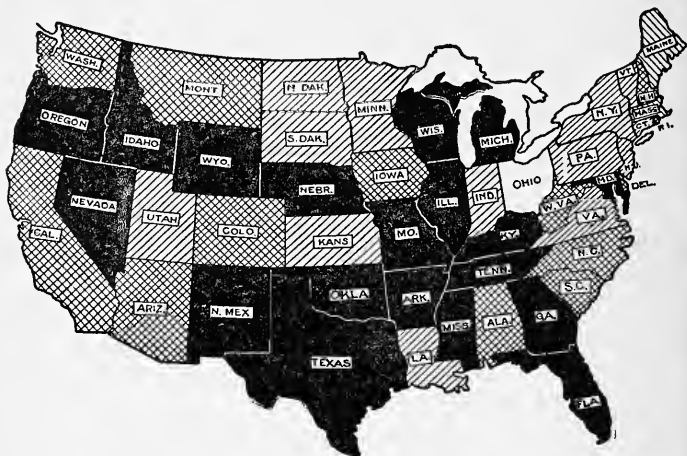 WASH.
MONT
N. DAK.
MINN.
MAINE
VT.
N.H.
MASS
CT.
R.I.
N.Y.
OREGON
IDAHO
WYO.
S. DAK.
WIS.
MICH.
PA.
N.J.
NEVADA
UTAH
COLO
NEBR.
IOWA
ILL.
IND.
OHIO
MD.
DEL.
W. VA.
VA.
CAL.
KANS
MO.
KY.
ARIZ.
N. MEX
OKLA
ARK.
TENN.
N.C.
S.C.
TEXAS
LA.
MISS
ALA.
GA.
FLA.